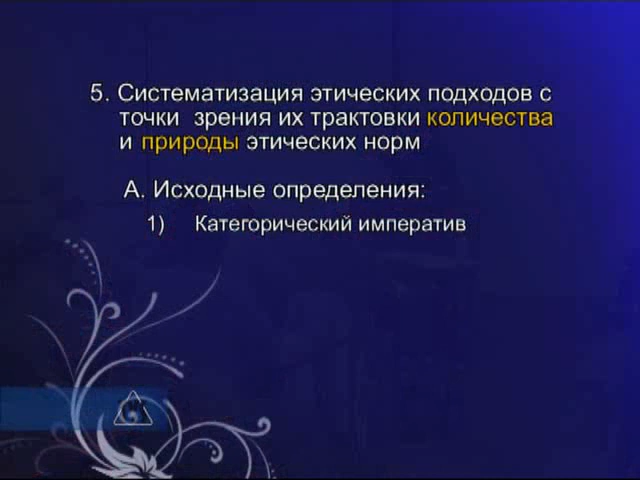 5. Систематизация этических подходов с
точки зрения их трактовки количества
и природы этических норм
А. Исходные определения:
1) Категорический императив